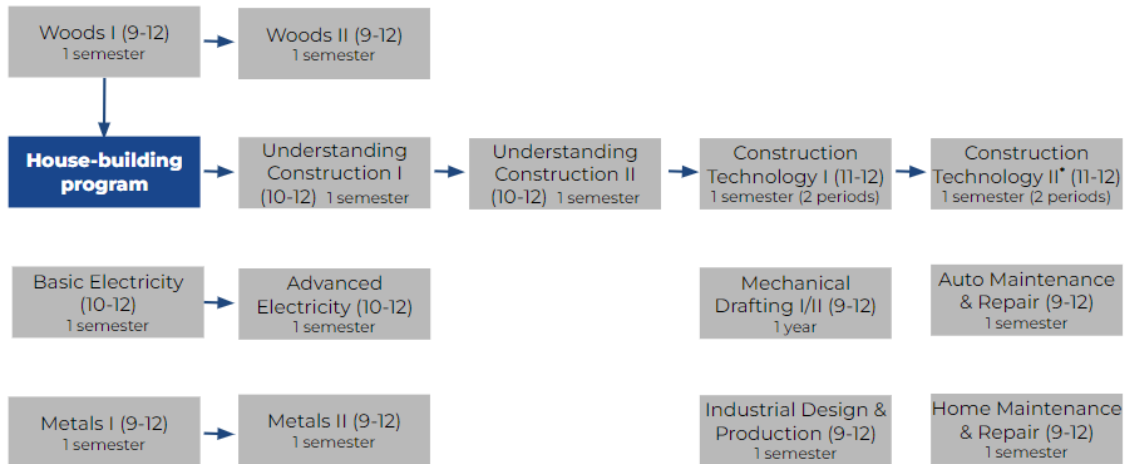 Woods I (9-12)
1 semester
Woods II (9-12)
1 semester
House-building
program
Understanding
Construction I
(10-12) 1 semester
Understanding
Construction II
(10-12) 1 semester
Construction
Technology I (11-12)
1 semester (2 periods)
Construction
Technology II* (11-12)
1 semester (2 periods)
Basic Electricity
(10-12)
1 semester
Advanced
Electricity (10-12)
1 semester
Mechanical
Drafting I/II (9-12)
1 year
Auto Maintenance
& Repair (9-12)
1 semester
Metals I (9-12)
1 semester
Metals II (9-12)
1 semester
Industrial Design &
Production (9-12)
1 semester
Home Maintenance
& Repair (9-12)
1 semester